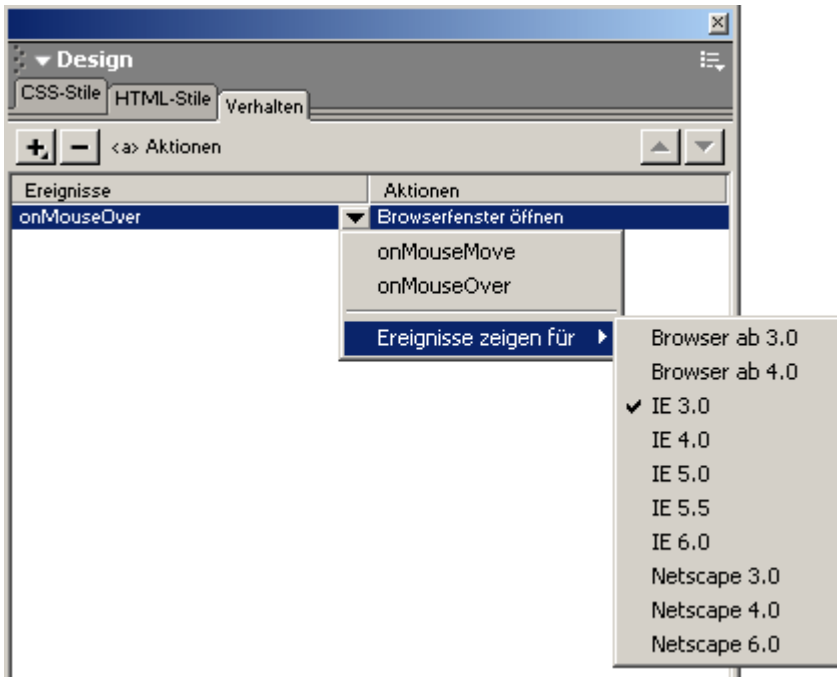 Design
CSS-Stile HTML-Stile Verhalten
<a> Aktionen
Ereignisse Aktionen
onMouseOver Browserfenster öffnen
onMouseMove
onMouseOver
Ereignisse zeigen für
Browser ab 3.0
Browser ab 4.0
IE 3.0
IE 4.0
IE 5.0
IE 5.5
IE 6.0
Netscape 3.0
Netscape 4.0
Netscape 6.0